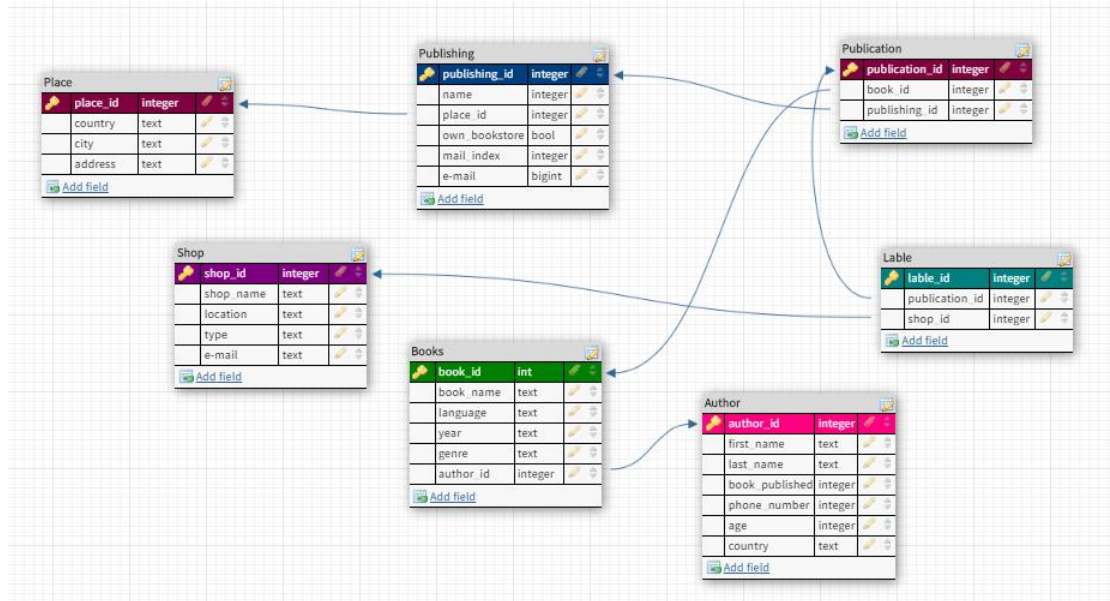 Place
place_id integer
country text
city text
address text
Add field
Publishing
publishing_id integer
name integer
place_id integer
own_bookstore bool
mail_index integer
e-mail bigint
Add field
Publication
publication_id integer
book_id integer
publishing_id integer
Add field
Shop
shop_id integer
shop_name text
location text
type text
e-mail text
Add field
Lable
lable_id integer
publication_id integer
shop_id integer
Add field
Books
book_id int
book_name text
language text
year text
genre text
author_id integer
Add field
Author
author_id integer
first_name text
last_name text
book_published integer
phone_number integer
age integer
country text
Add field